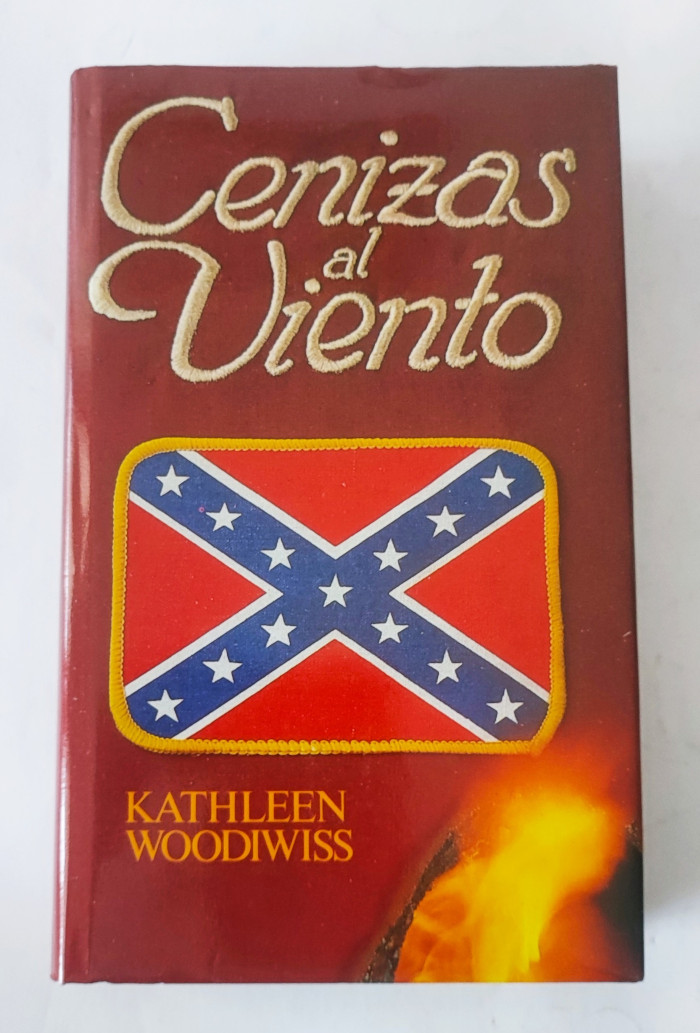 Cenizas
al
Viento
KATHLEEN
WOODIWISS